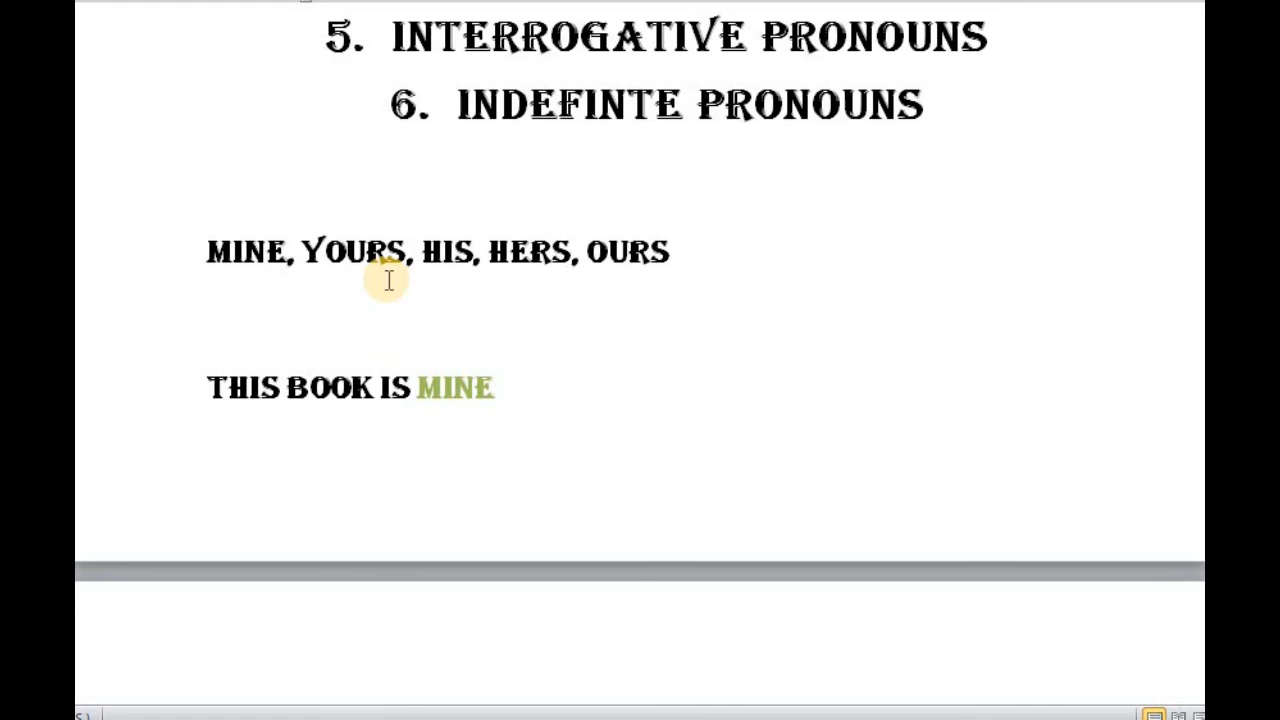 5. INTERROGATIVE PRONOUNS
6. INDEFINTE PRONOUNS
MINE, YOURS, HIS, HERS, OURS
THIS BOOK IS MINE